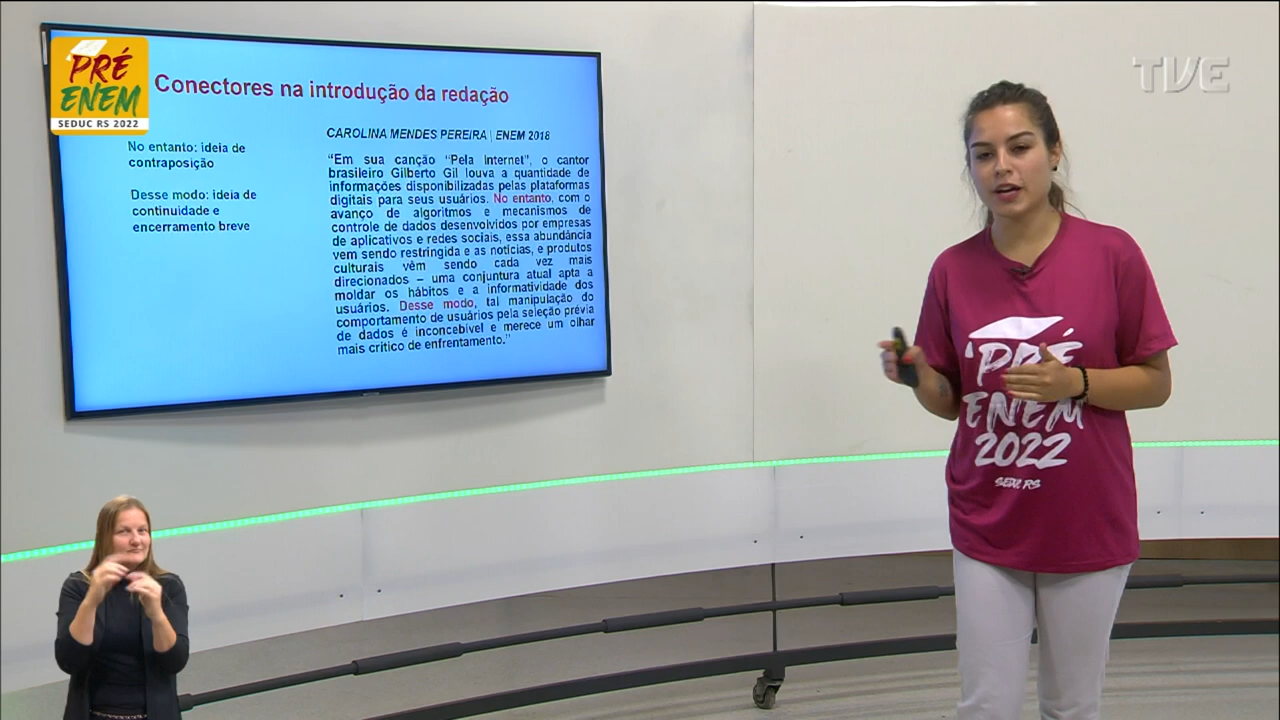 PRÉ
ENEM
SEDUC RS 2022
Conectores na introdução da redação
No entanto: ideia de
contraposição
Desse modo: ideia de
continuidade e
encerramento breve
CAROLINA MENDES PEREIRA | ENEM 2018
“Em sua canção “Pela Internet”, o cantor
brasileiro Gilberto Gil louva a quantidade de
informações disponibilizadas pelas plataformas
digitais para seus usuários. No entanto, com o
avanço de algoritmos e mecanismos de
controle de dados desenvolvidos por empresas
de aplicativos e redes sociais, essa abundância
vem sendo restringida e as notícias, e produtos
culturais vêm sendo cada vez mais
direcionados – uma conjuntura atual apta a
moldar os hábitos e a informatividade dos
usuários. Desse modo, tal manipulação do
comportamento de usuários pela seleção prévia
de dados é inconcebível e merece um olhar
mais crítico de enfrentamento.”
TVE
PRÉ
ENEM
2022
SEDUC RS